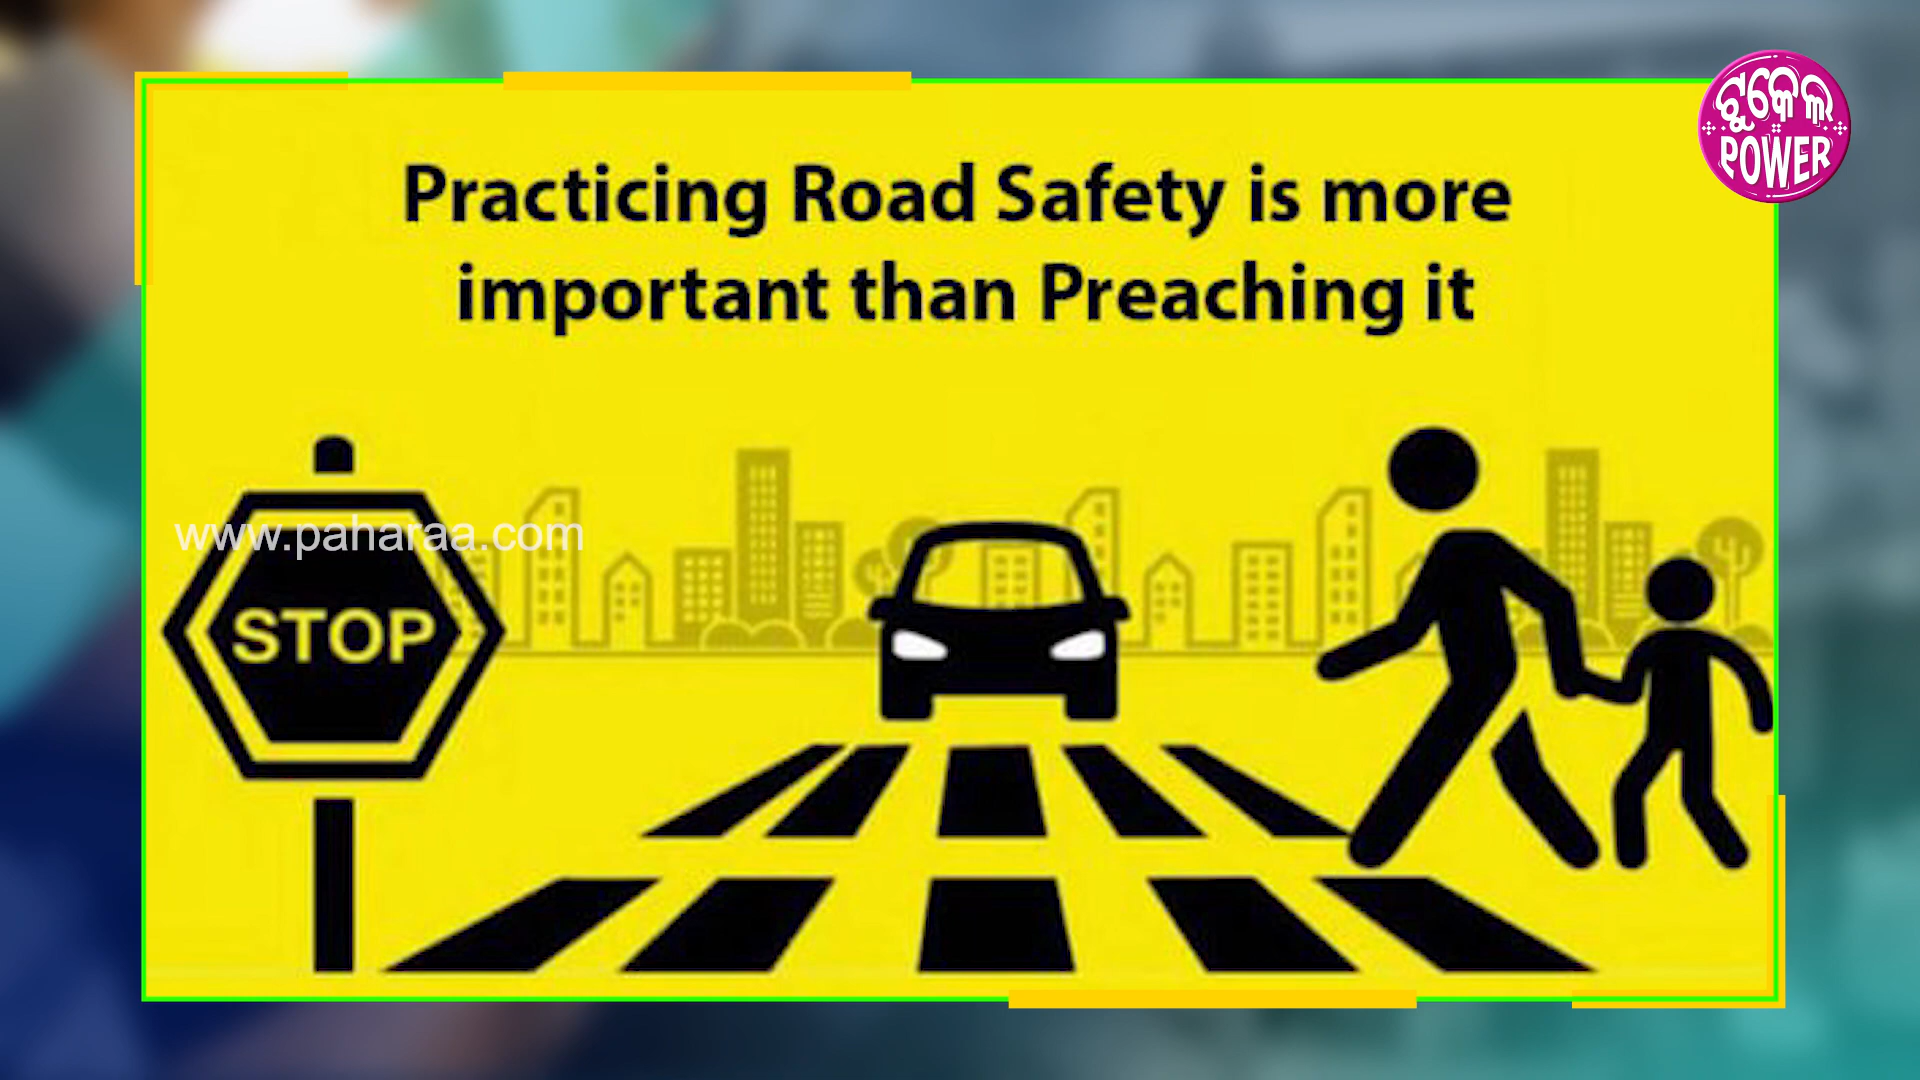 ଟୁକେଲ
POWER
Practicing Road Safety is more
important than Preaching it
www.paharaa.com
STOP